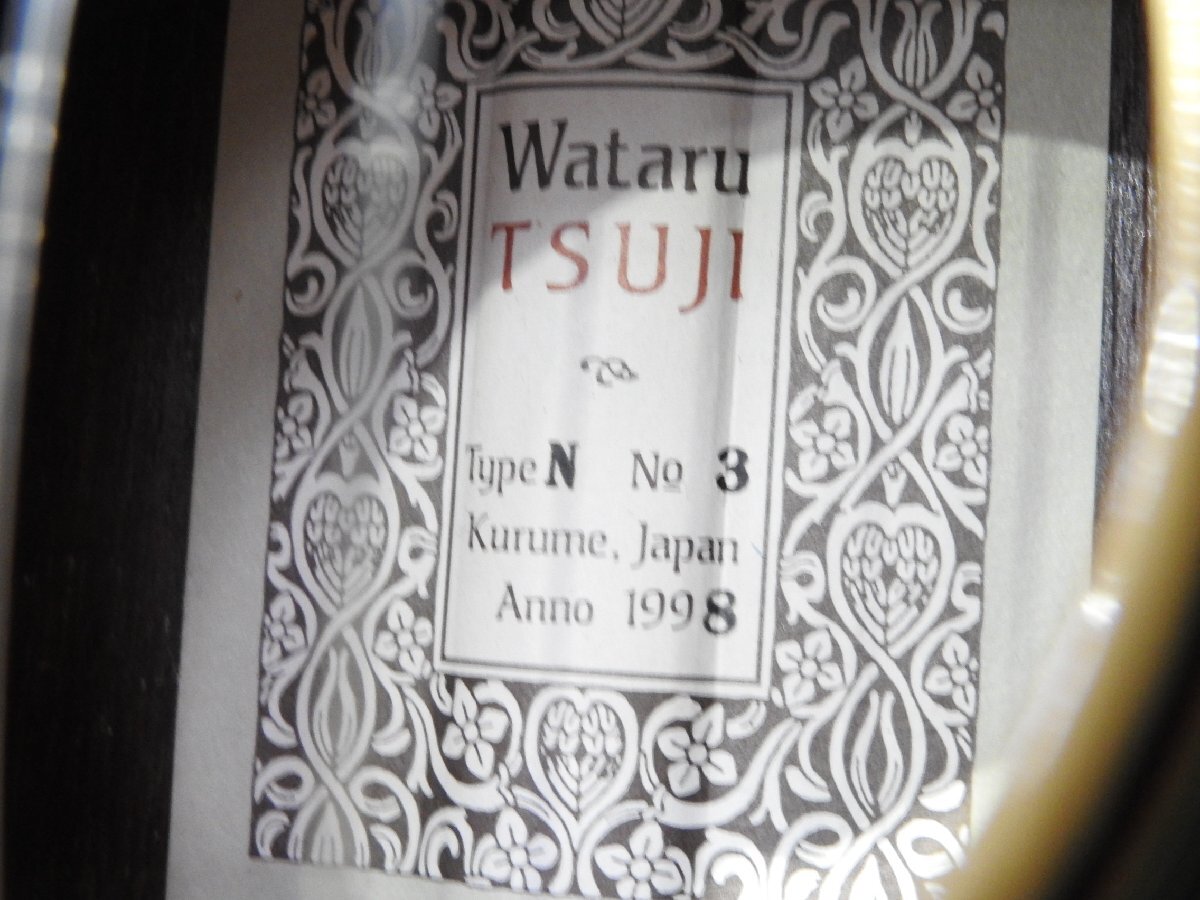 Wataru
TSUJI
Type N No 3
Kurume, Japan
Anno 1998